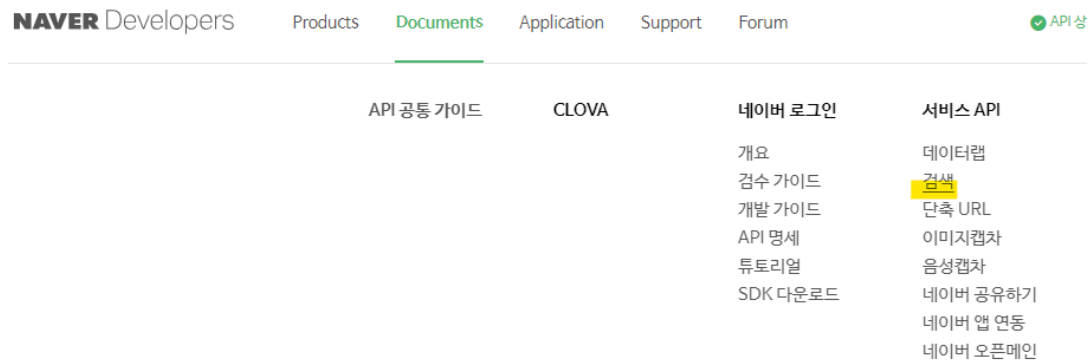 NAVER Developers Products Documents Application Support Forum API 상
API 공통 가이드 CLOVA 네이버 로그인 서비스 API
개요 데이터랩
검수 가이드 검색
개발 가이드 단축 URL
API 명세 이미지캡차
튜토리얼 음성캡차
SDK 다운로드 네이버 공유하기
네이버 앱 연동
네이버 오픈메인